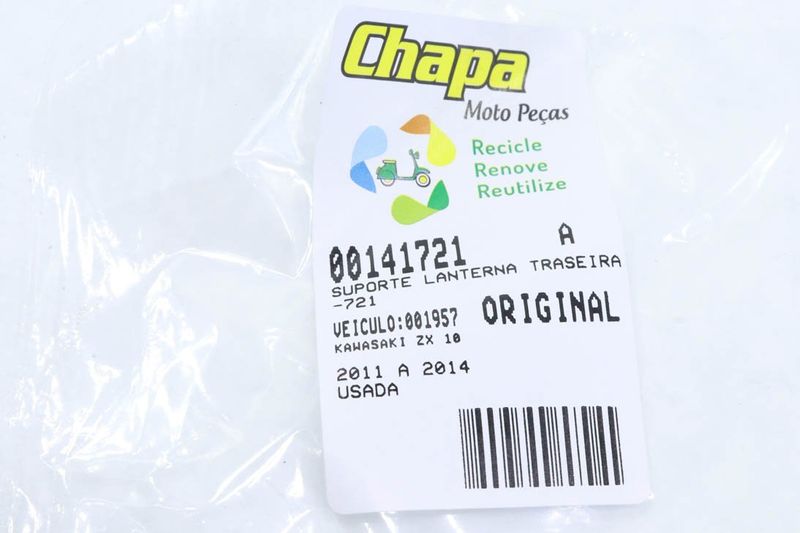 Chapa
Moto Peças
Recicle
Renove
Reutilize
00141721 A
SUPORTE LANTERNA TRASEIRA
-721
VEICULO:001957 ORIGINAL
KAWASAKI ZX 10
2011 A 2014
USADA